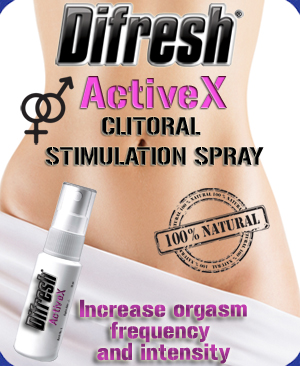 Difresh®
ActiveX
CLITORAL
STIMULATION SPRAY
100% NATURAL
Difresh®
ActiveX
Increase orgasm
frequency
and intensity